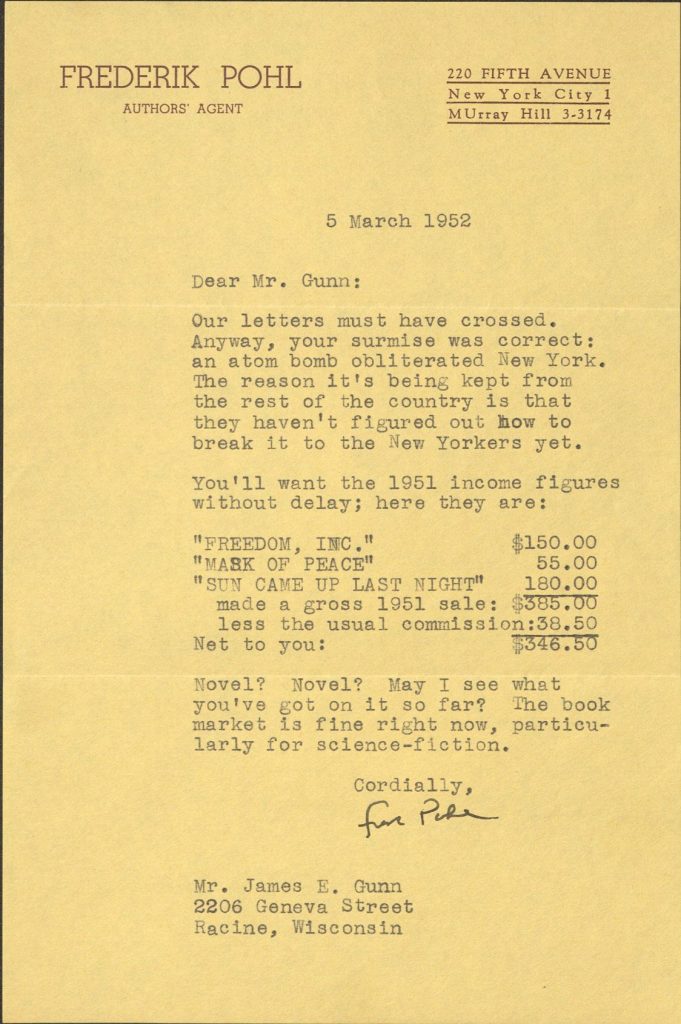 FREDERIK POHL
AUTHORS' AGENT
220 FIFTH AVENUE
New York City 1
MUrray Hill 3-3174
5 March 1952
Dear Mr. Gunn:
Our letters must have crossed.
Anyway, your surmise was correct:
an atom bomb obliterated New York.
The reason it's being kept from
the rest of the country is that
they haven't figured out how to
break it to the New Yorkers yet.
You'll want the 1951 income figures
without delay; here they are:
"FREEDOM, INC." $150.00
"MASK OF PEACE" 55.00
"SUN CAME UP LAST NIGHT" 180.00
made a gross 1951 sale: $385.00
less the usual commission:38.50
Net to you: $346.50
Novel? Novel? May I see what
you've got on it so far? The book
market is fine right now, particu-
larly for science-fiction.
Cordially,
Fred Pohl
Mr. James E. Gunn
2206 Geneva Street
Racine, Wisconsin